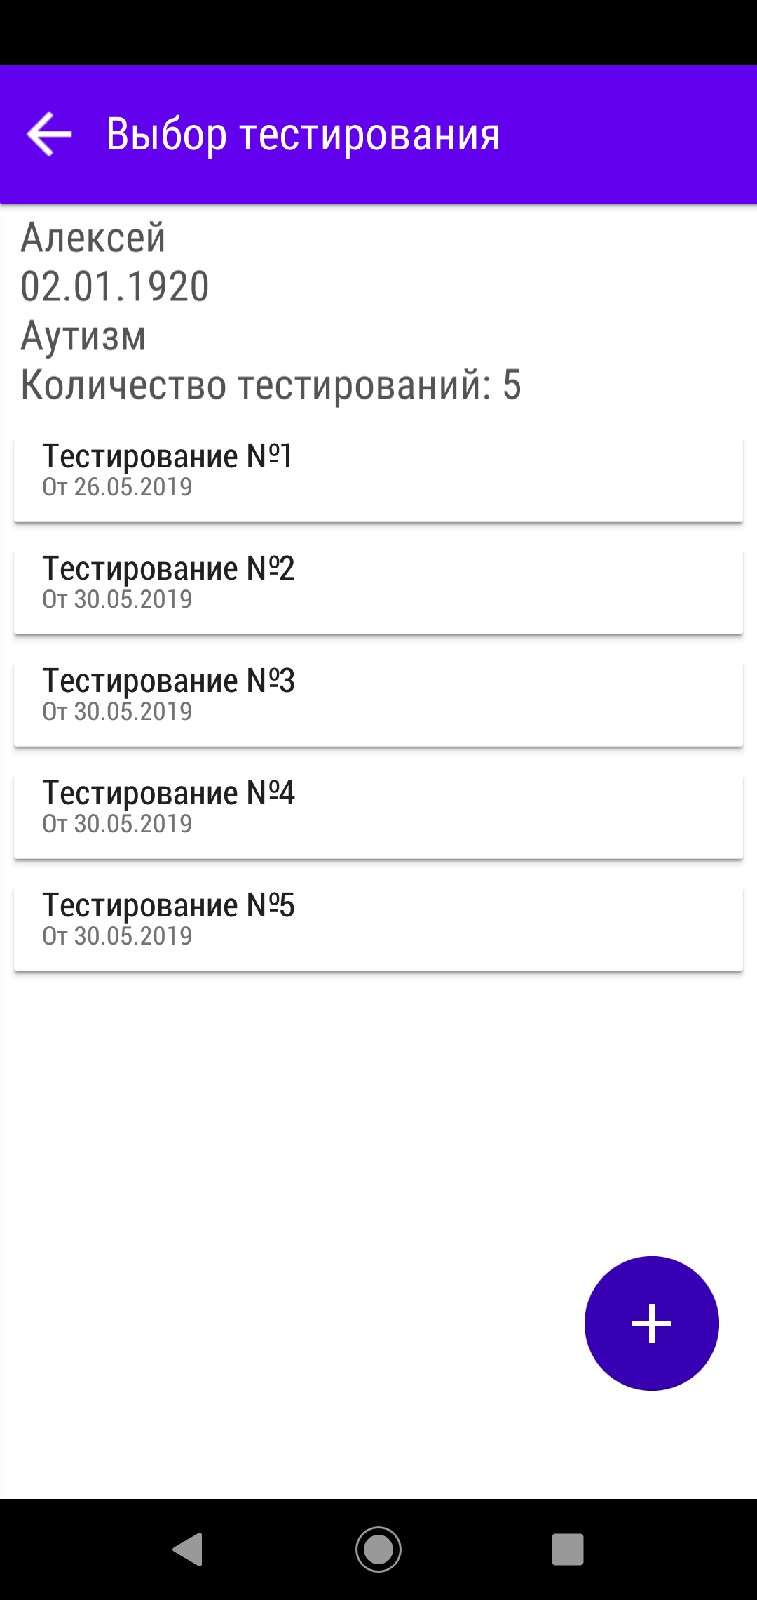 Выбор тестирования
Алексей
02.01.1920
Аутизм
Количество тестирований: 5
Тестирование №1
От 26.05.2019
Тестирование №2
От 30.05.2019
Тестирование №3
От 30.05.2019
Тестирование №4
От 30.05.2019
Тестирование №5
От 30.05.2019